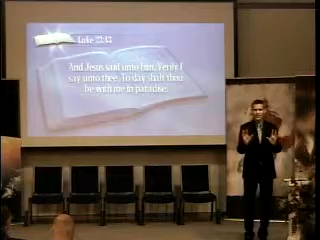 Luke 23:43
And Jesus said unto him, Verily I
say unto thee, To day shalt thou
be with me in paradise.